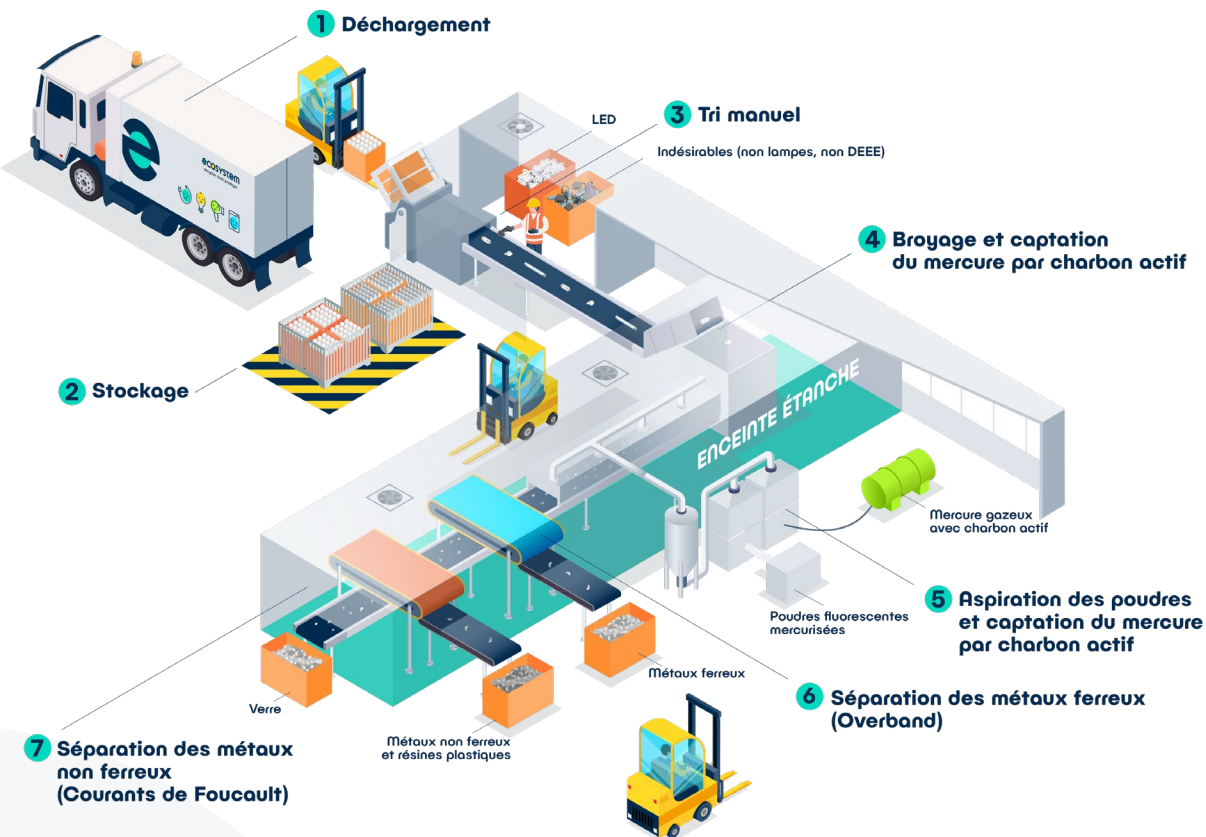 1 Déchargement
ecosystem
LED
3 Tri manuel
Indésirables (non lampes, non DEEE)
4 Broyage et captation
du mercure par charbon actif
2 Stockage
ENCEINTE ÉTANCHE
Mercure gazeux
avec charbon actif
5 Aspiration des poudres
et captation du mercure
par charbon actif
Poudres fluorescentes
mercurisées
Métaux ferreux
6 Séparation des métaux ferreux
(Overband)
Verre
Métaux non ferreux
et résines plastiques
7 Séparation des métaux
non ferreux
(Courants de Foucault)